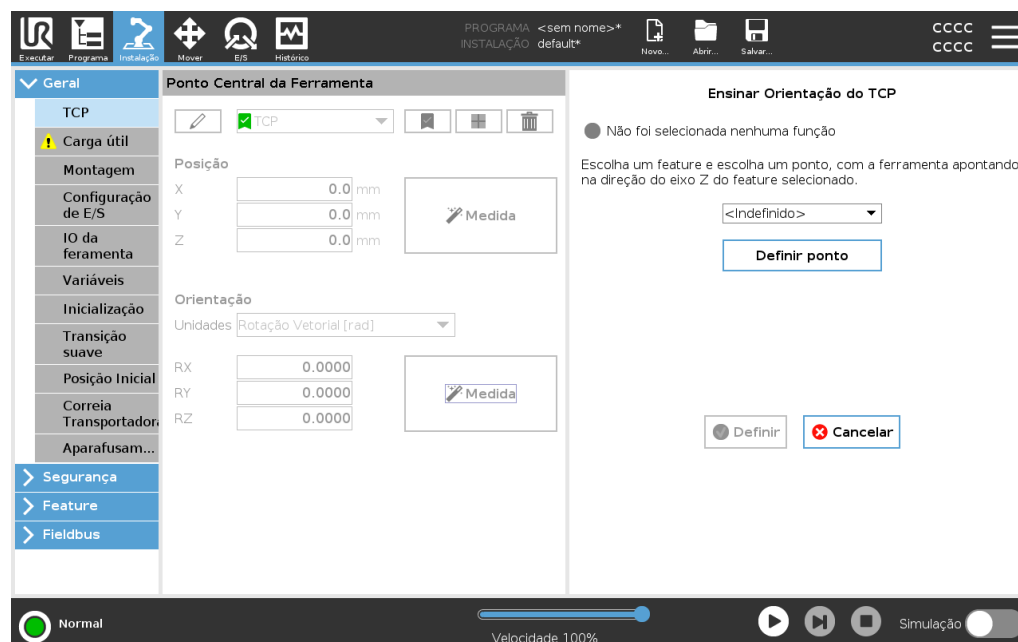 PROGRAMA <sem nome>*
INSTALAÇÃO default*
UR
Executar
Programa
Instalação
Mover
E/S
Histórico
Novo...
Abrir...
Salvar...
CCCC
CCCC
Geral
TCP
Carga útil
Montagem
Configuração
de E/S
IO da
feramenta
Variáveis
Inicialização
Transição
suave
Posição Inicial
Correia
Transportador
Aparafusam...
Segurança
Feature
Fieldbus
Ponto Central da Ferramenta
TCP
Posição
X 0.0 mm
Y 0.0 mm
Z 0.0 mm
Medida
Orientação
Unidades Rotação Vetorial [rad]
RX 0.0000
RY 0.0000
RZ 0.0000
Medida
Ensinar Orientação do TCP
Não foi selecionada nenhuma função
Escolha um feature e escolha um ponto, com a ferramenta apontando
na direção do eixo Z do feature selecionado.
<Indefinido>
Definir ponto
Definir
Cancelar
Normal
Velocidade 100%
Simulação